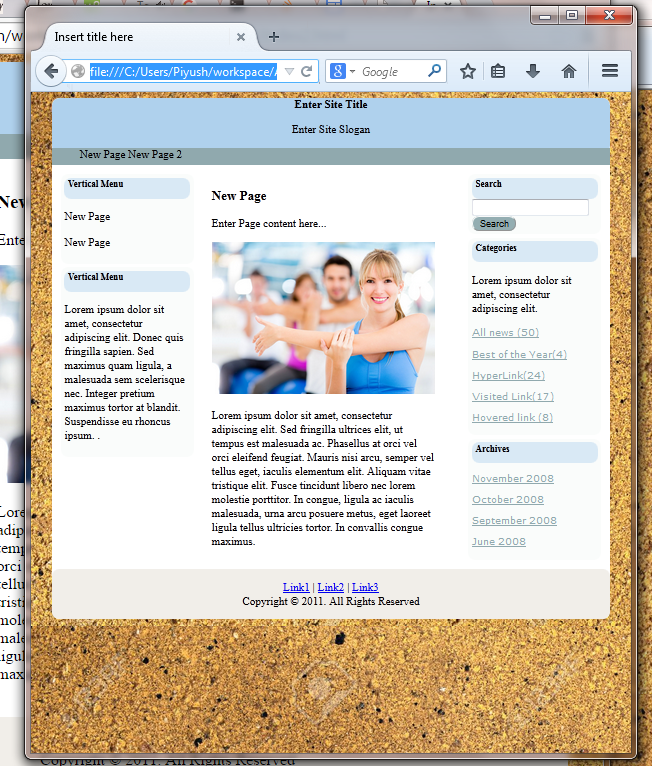 Insert title here
file:///C:/Users/Piyush/workspace/
Google
Enter Site Title
Enter Site Slogan
New Page New Page 2
Vertical Menu
New Page
New Page
Vertical Menu
Lorem ipsum dolor sit
amet, consectetur
adipiscing elit. Donec quis
fringilla sapien. Sed
maximus quam ligula, a
malesuada sem scelerisque
nec. Integer pretium
maximus tortor at blandit.
Suspendisse eu rhoncus
ipsum. .
New Page
Enter Page content here...
Lorem ipsum dolor sit amet, consectetur
adipiscing elit. Sed fringilla ultrices elit, ut
tempus est malesuada ac. Phasellus at orci vel
orci eleifend feugiat. Mauris nisi arcu, semper vel
tellus eget, iaculis elementum elit. Aliquam vitae
tristique elit. Fusce tincidunt libero nec lorem
molestie porttitor. In congue, ligula ac iaculis
malesuada, urna arcu posuere metus, eget laoreet
ligula tellus ultricies tortor. In convallis congue
maximus.
Search
Search
Categories
Lorem ipsum dolor sit
amet, consectetur
adipiscing elit.
All news (50)
Best of the Year(4)
HyperLink(24)
Visited Link(17)
Hovered link (8)
Archives
November 2008
October 2008
September 2008
June 2008
Link1 | Link2 | Link3
Copyright © 2011. All Rights Reserved
Copyright © 2011. All Rights Reserved